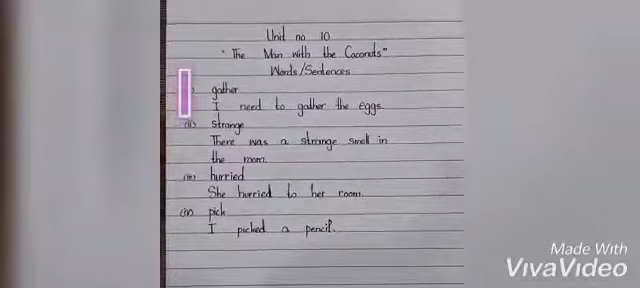 Unit no 10
"The Man with the Coconuts"
Words/Sentences
gather
I need to gather the eggs.
(ii) strange
There was a strange smell in
the room.
(iii) hurried
She hurried to her room.
(iv) pick
I picked a pencil.
Made With
VivaVideo